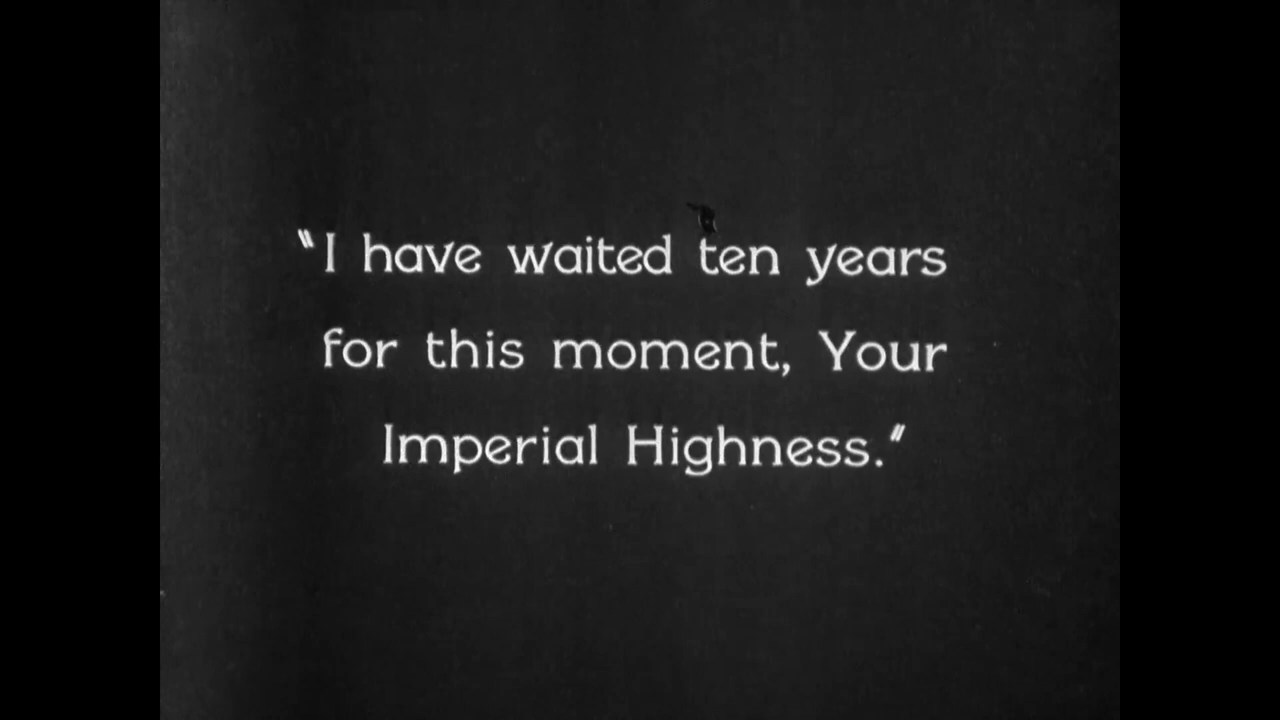 "I have waited ten years
for this moment, Your
Imperial Highness."